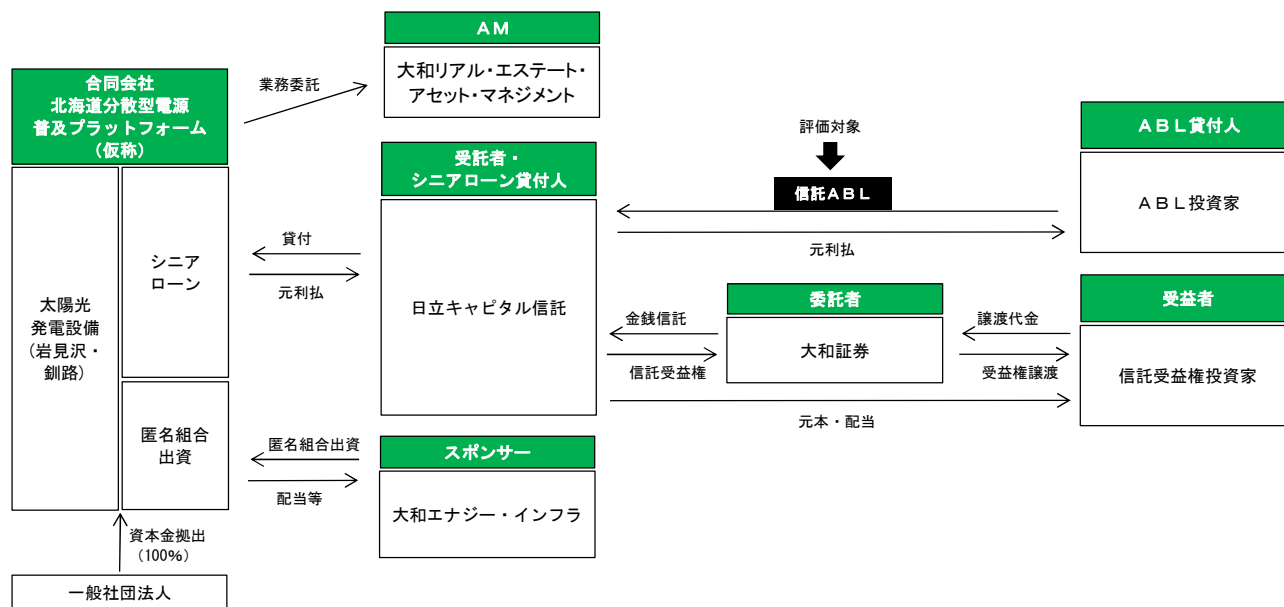 合同会社
北海道分散型電源
普及プラットフォーム
（仮称）
太陽光
発電設備
（岩見沢・
釧路）
シニア
ローン
匿名組合
出資
資本金拠出
（100%）
一般社団法人
業務委託
ＡＭ
大和リアル・エステート・
アセット・マネジメント
受託者・
シニアローン貸付人
日立キャピタル信託
貸付
元利払
匿名組合出資
配当等
スポンサー
大和エナジー・インフラ
評価対象
信託ＡＢＬ
元利払
ＡＢＬ貸付人
ＡＢＬ投資家
金銭信託
信託受益権
委託者
大和証券
譲渡代金
受益権譲渡
受益者
信託受益権投資家
元本・配当